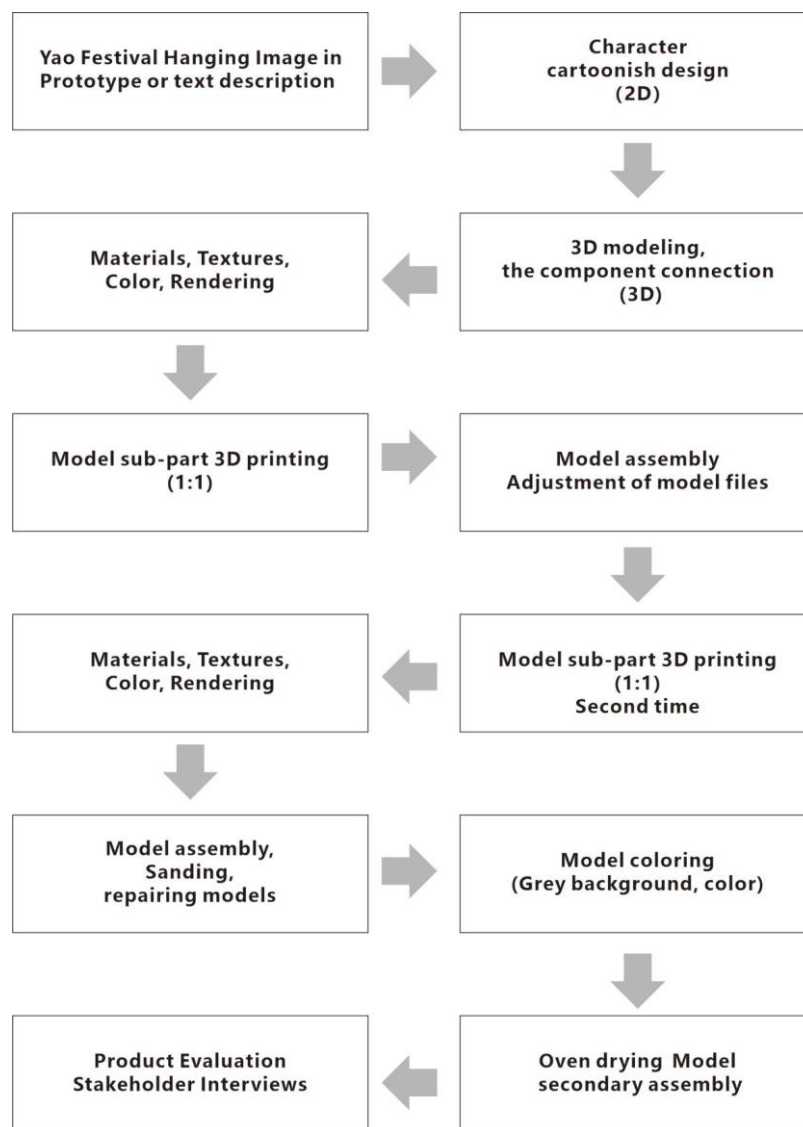 Yao Festival Hanging Image in
Prototype or text description
Character
cartoonish design
(2D)
3D modeling,
the component connection
(3D)
Materials, Textures,
Color, Rendering
Model sub-part 3D printing
(1:1)
Model assembly
Adjustment of model files
Model sub-part 3D printing
(1:1)
Second time
Materials, Textures,
Color, Rendering
Model assembly,
Sanding,
repairing models
Model coloring
(Grey background, color)
Oven drying Model
secondary assembly
Product Evaluation
Stakeholder Interviews